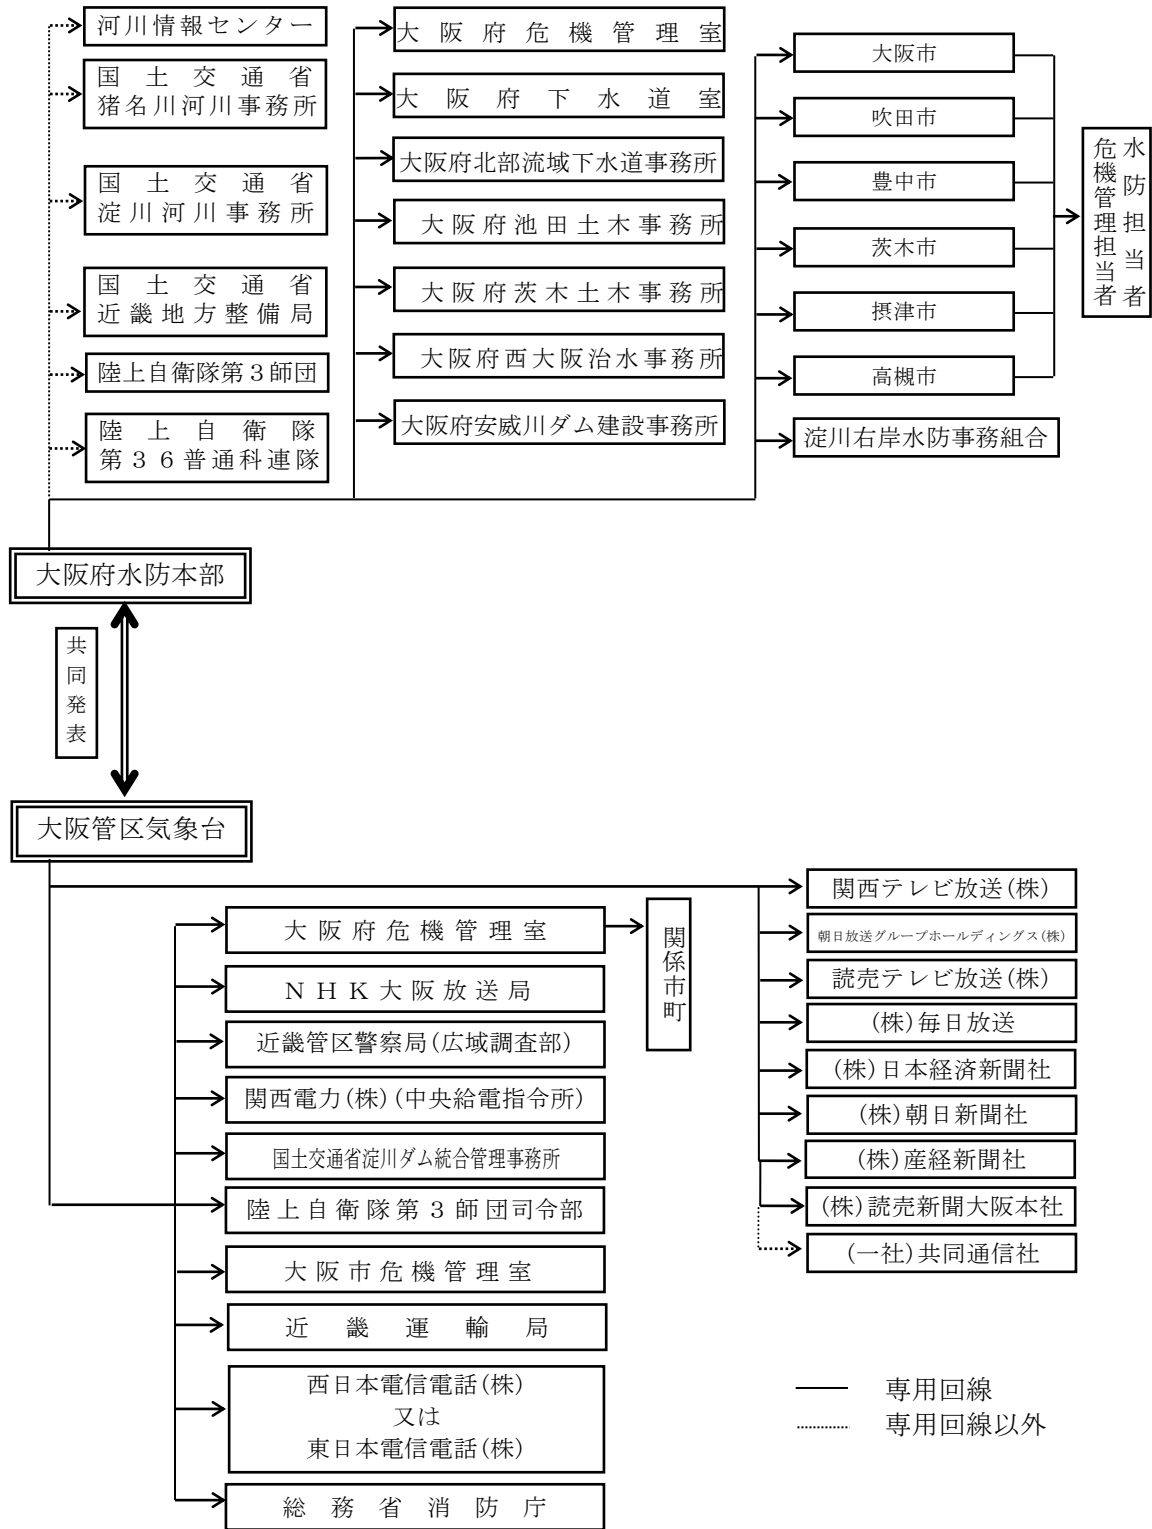 河川情報センター
国土交通省
猪名川河川事務所
国土交通省
淀川河川事務所
国土交通省
近畿地方整備局
陸上自衛隊第３師団
陸上自衛隊
第３６普通科連隊
大阪府危機管理室
大阪府下水道室
大阪府北部流域下水道事務所
大阪府池田土木事務所
大阪府茨木土木事務所
大阪府西大阪治水事務所
大阪府安威川ダム建設事務所
大阪市
吹田市
豊中市
茨木市
摂津市
高槻市
淀川右岸水防事務組合
水防担当者
危機管理担当者
大阪府水防本部
共同発表
大阪管区気象台
大阪府危機管理室
関係市町
ＮＨＫ大阪放送局
近畿管区警察局(広域調査部)
関西電力(株)(中央給電指令所)
国土交通省淀川ダム統合管理事務所
陸上自衛隊第３師団司令部
大阪市危機管理室
近畿運輸局
西日本電信電話(株)
又は
東日本電信電話(株)
総務省消防庁
関西テレビ放送(株)
朝日放送グループホールディングス(株)
読売テレビ放送(株)
(株)毎日放送
(株)日本経済新聞社
(株)朝日新聞社
(株)産経新聞社
(株)読売新聞大阪本社
(一社)共同通信社
専用回線
専用回線以外